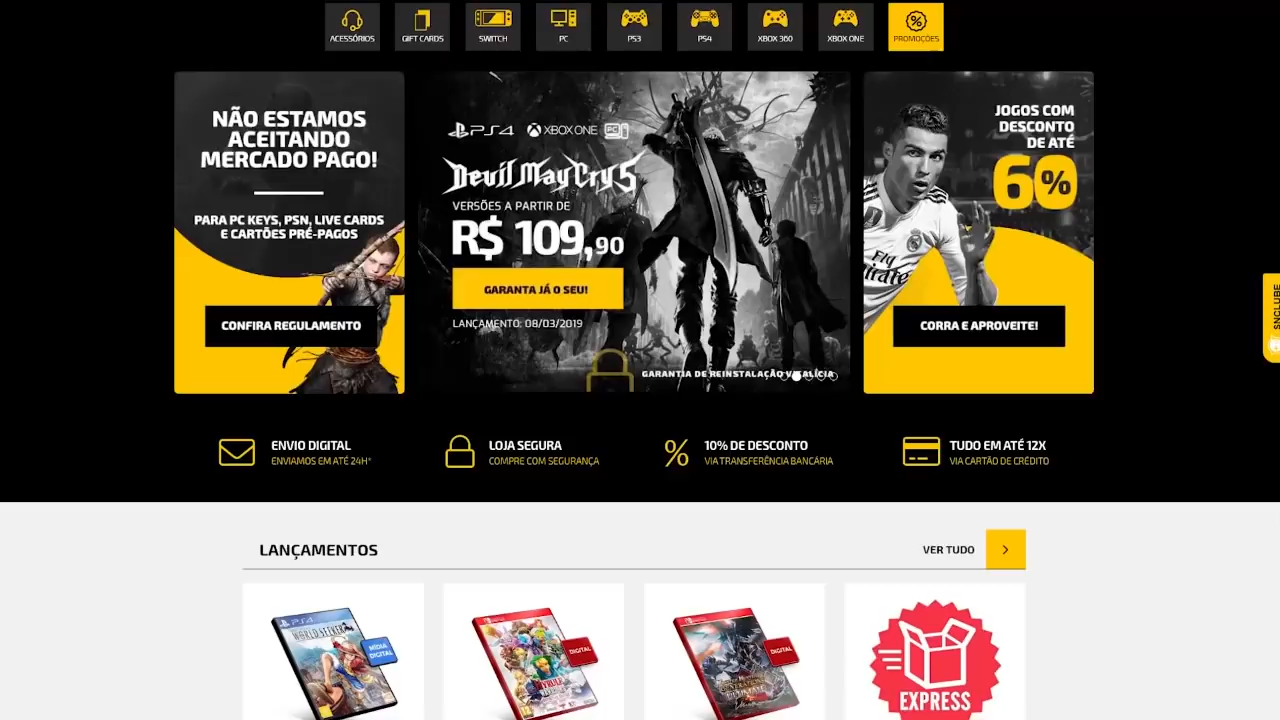 ACESSÓRIOS
GIFT CARDS
SWITCH
PC
PS3
PS4
XBOX 360
XBOX ONE
PROMOÇÕES
NÃO ESTAMOS
ACEITANDO
MERCADO PAGO!
PARA PC KEYS, PSN, LIVE CARDS
E CARTÕES PRÉ-PAGOS
CONFIRA REGULAMENTO
PS4 XBOX ONE PC
Devil May Cry 5
VERSÕES A PARTIR DE
R$ 109,90
GARANTA JÁ O SEU!
LANÇAMENTO: 08/03/2019
GARANTIA DE REINSTALAÇÃO VITALÍCIA
JOGOS COM
DESCONTO
DE ATÉ
60%
Fly
Emirates
CORRA E APROVEITE!
SNCLUBE
ENVIO DIGITAL
ENVIAMOS EM ATÉ 24H*
LOJA SEGURA
COMPRE COM SEGURANÇA
10% DE DESCONTO
VIA TRANSFERÊNCIA BANCÁRIA
TUDO EM ATÉ 12X
VIA CARTÃO DE CRÉDITO
LANÇAMENTOS
VER TUDO
PS4
WORLD SEEKER
MÍDIA
DIGITAL
HYRULE
DIGITAL
GENERATIONS
ULTIMATE
DIGITAL
EXPRESS